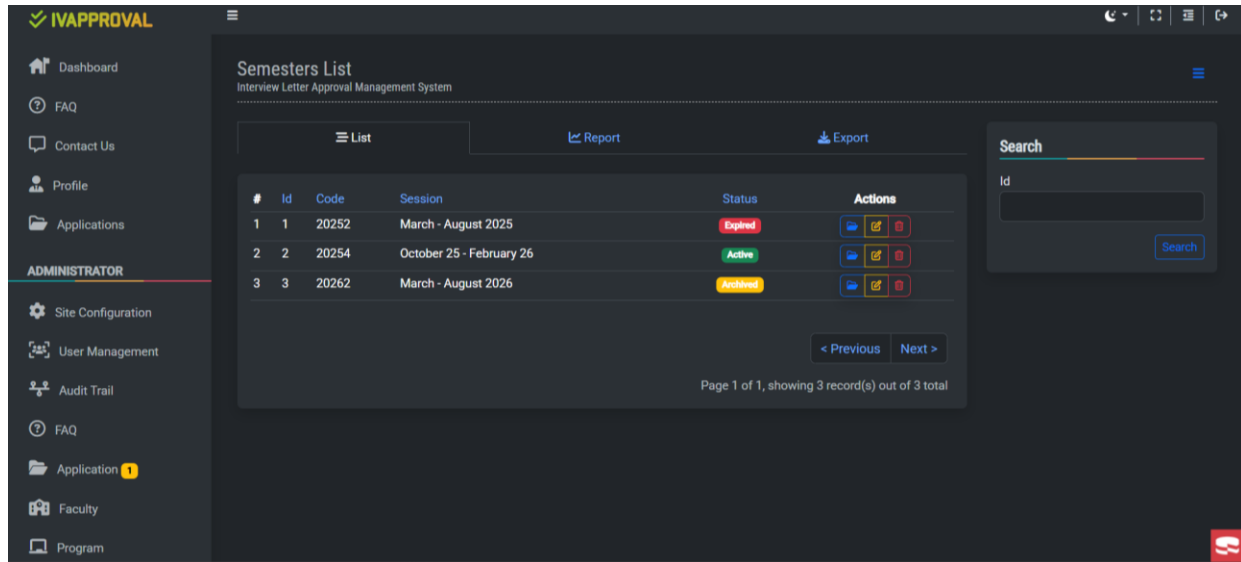 IVAPPROVAL
Dashboard
FAQ
Contact Us
Profile
Applications
ADMINISTRATOR
Site Configuration
User Management
Audit Trail
FAQ
Application 1
Faculty
Program
Semesters List
Interview Letter Approval Management System
List Report Export
# Id Code Session Status Actions
1 1 20252 March - August 2025 Expired
2 2 20254 October 25 - February 26 Active
3 3 20262 March - August 2026 Archived
< Previous Next >
Page 1 of 1, showing 3 record(s) out of 3 total
Search
Id
Search